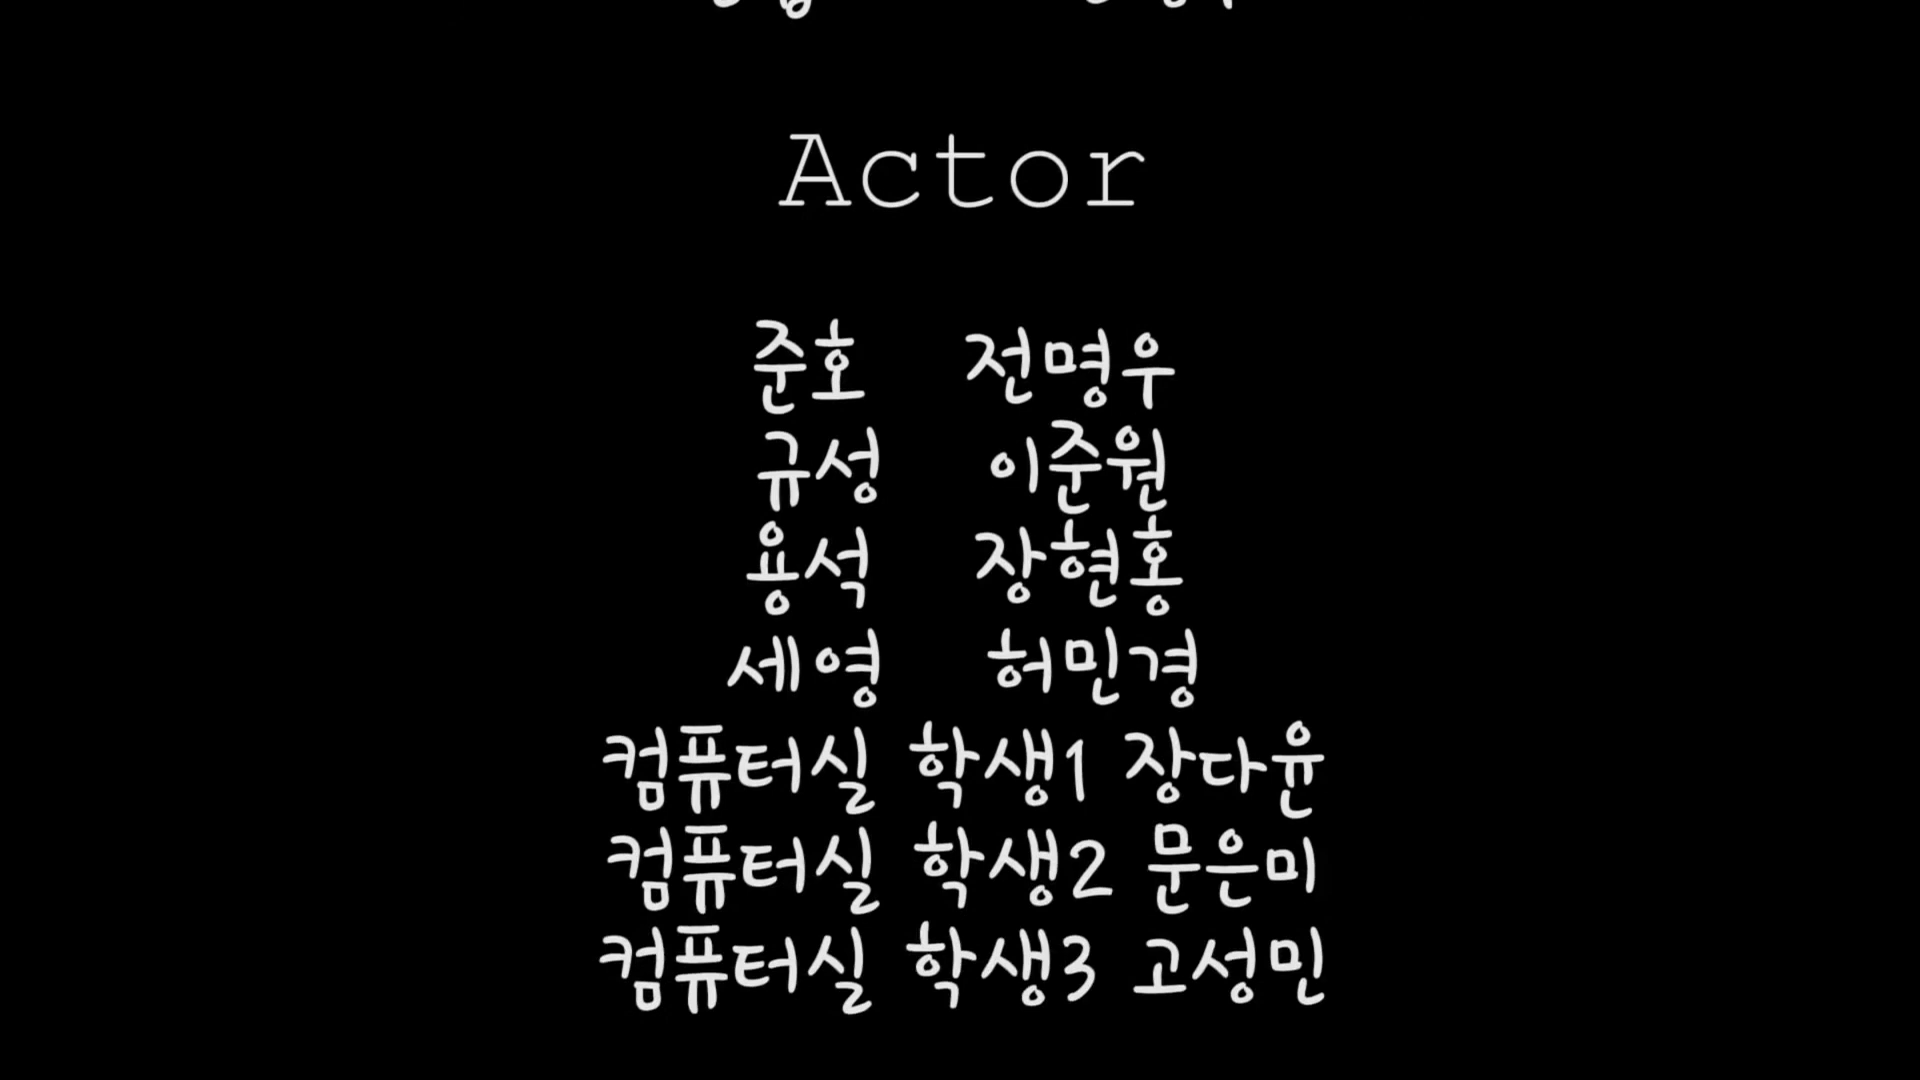 Actor
준호 전명우
규성 이준원
용석 장현홍
세영 허민경
컴퓨터실 학생1 장다윤
컴퓨터실 학생2 문은미
컴퓨터실 학생3 고성민